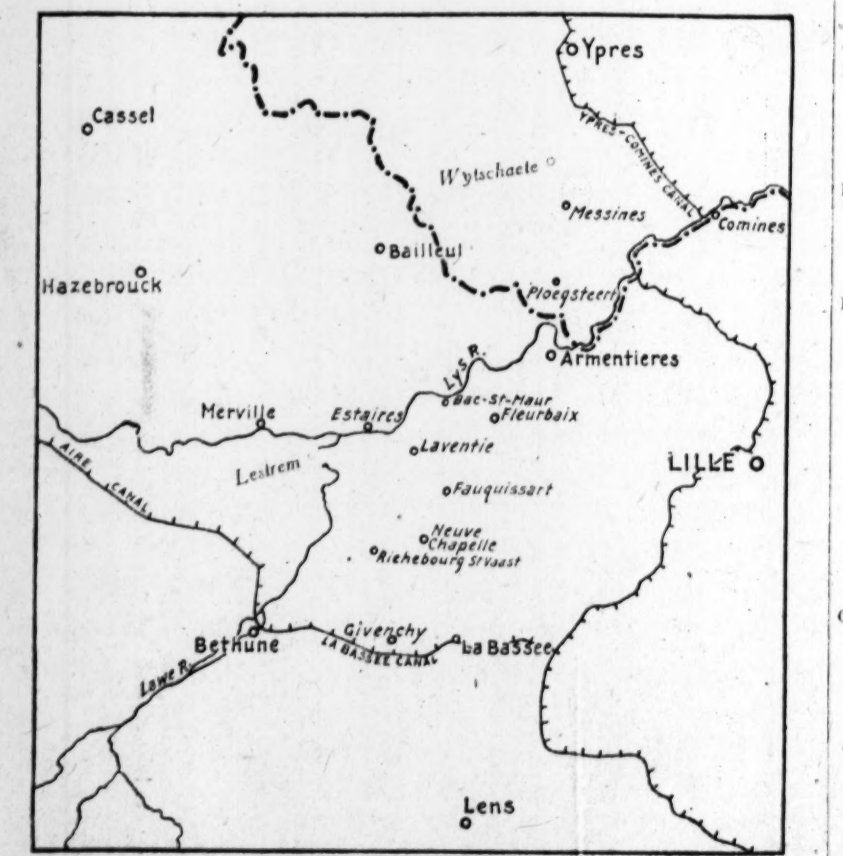 Ypres
Cassel
YPRES-COMINES CANAL
Wytschaete
Messines
Comines
Bailleul
Hazebrouck
Ploegsteert
Armentieres
Lys R.
Bac-St-Maur
Merville
Estaires
Fleurbaix
Laventie
AIRE CANAL
LILLE
Lestrem
Fauquissart
Neuve
Chapelle
Richebourg St Vaast
Givenchy
Bethune
LA BASSEE CANAL
La Bassee
Lawe R.
Lens